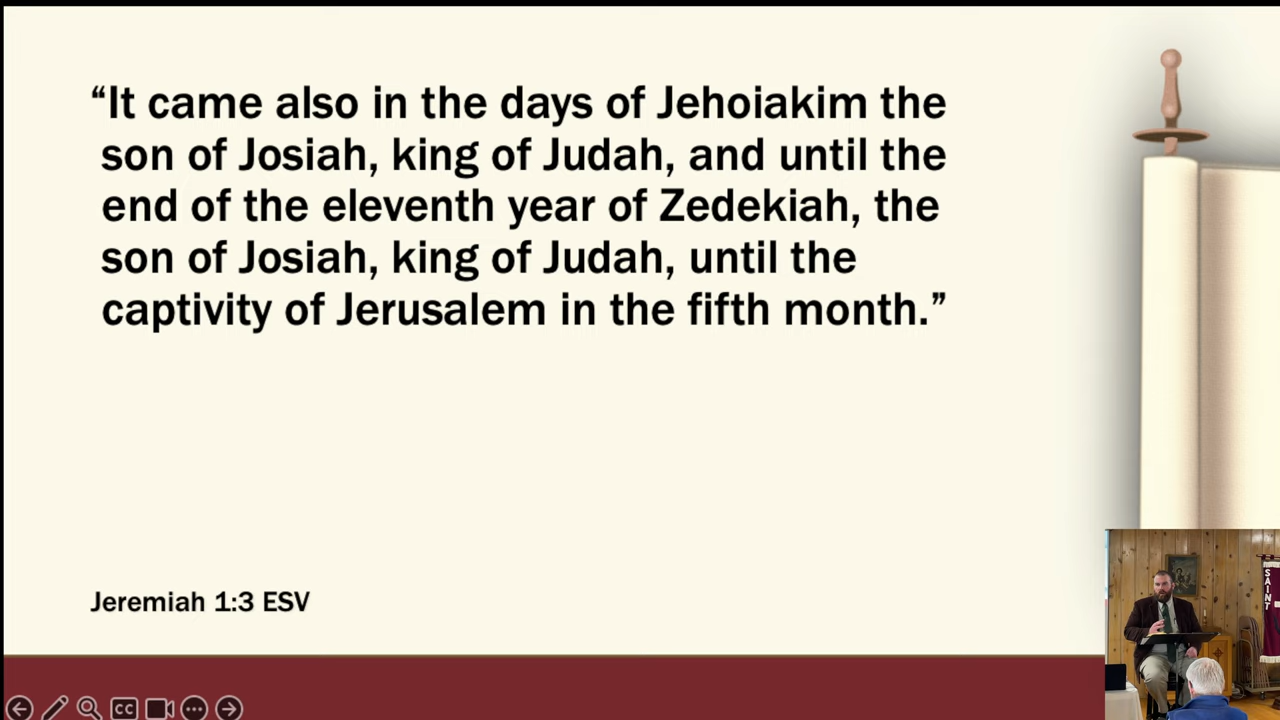 “It came also in the days of Jehoiakim the
son of Josiah, king of Judah, and until the
end of the eleventh year of Zedekiah, the
son of Josiah, king of Judah, until the
captivity of Jerusalem in the fifth month.”
Jeremiah 1:3 ESV
SAINT
CC